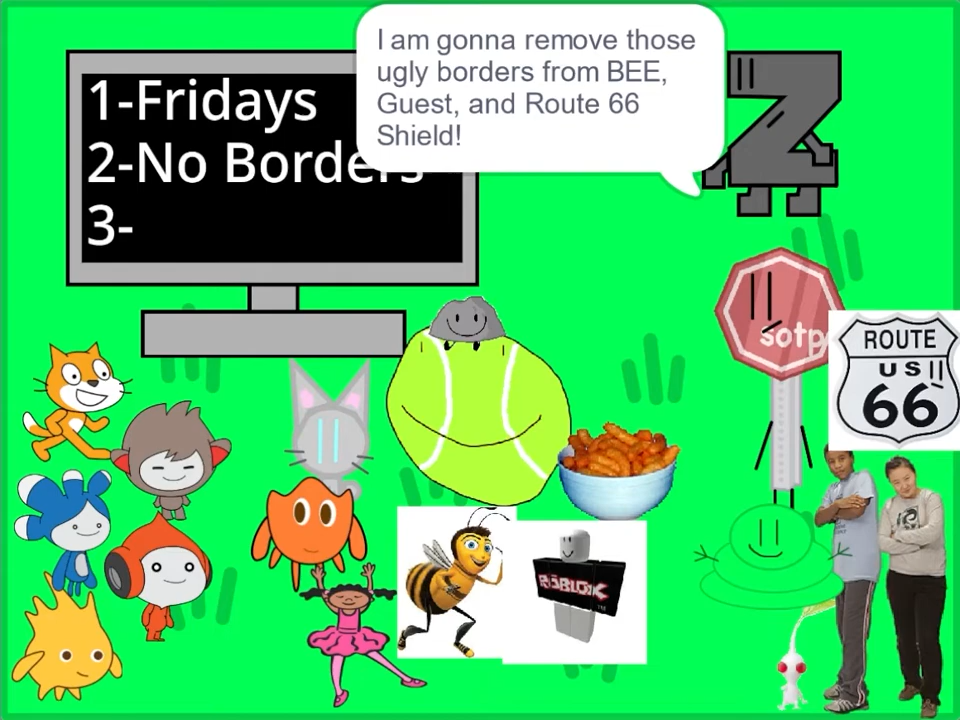 I am gonna remove those
ugly borders from BEE,
Guest, and Route 66
Shield!
1-Fridays
2-No Borders
3-
sotp
ROUTE
US
66
ROBLOX